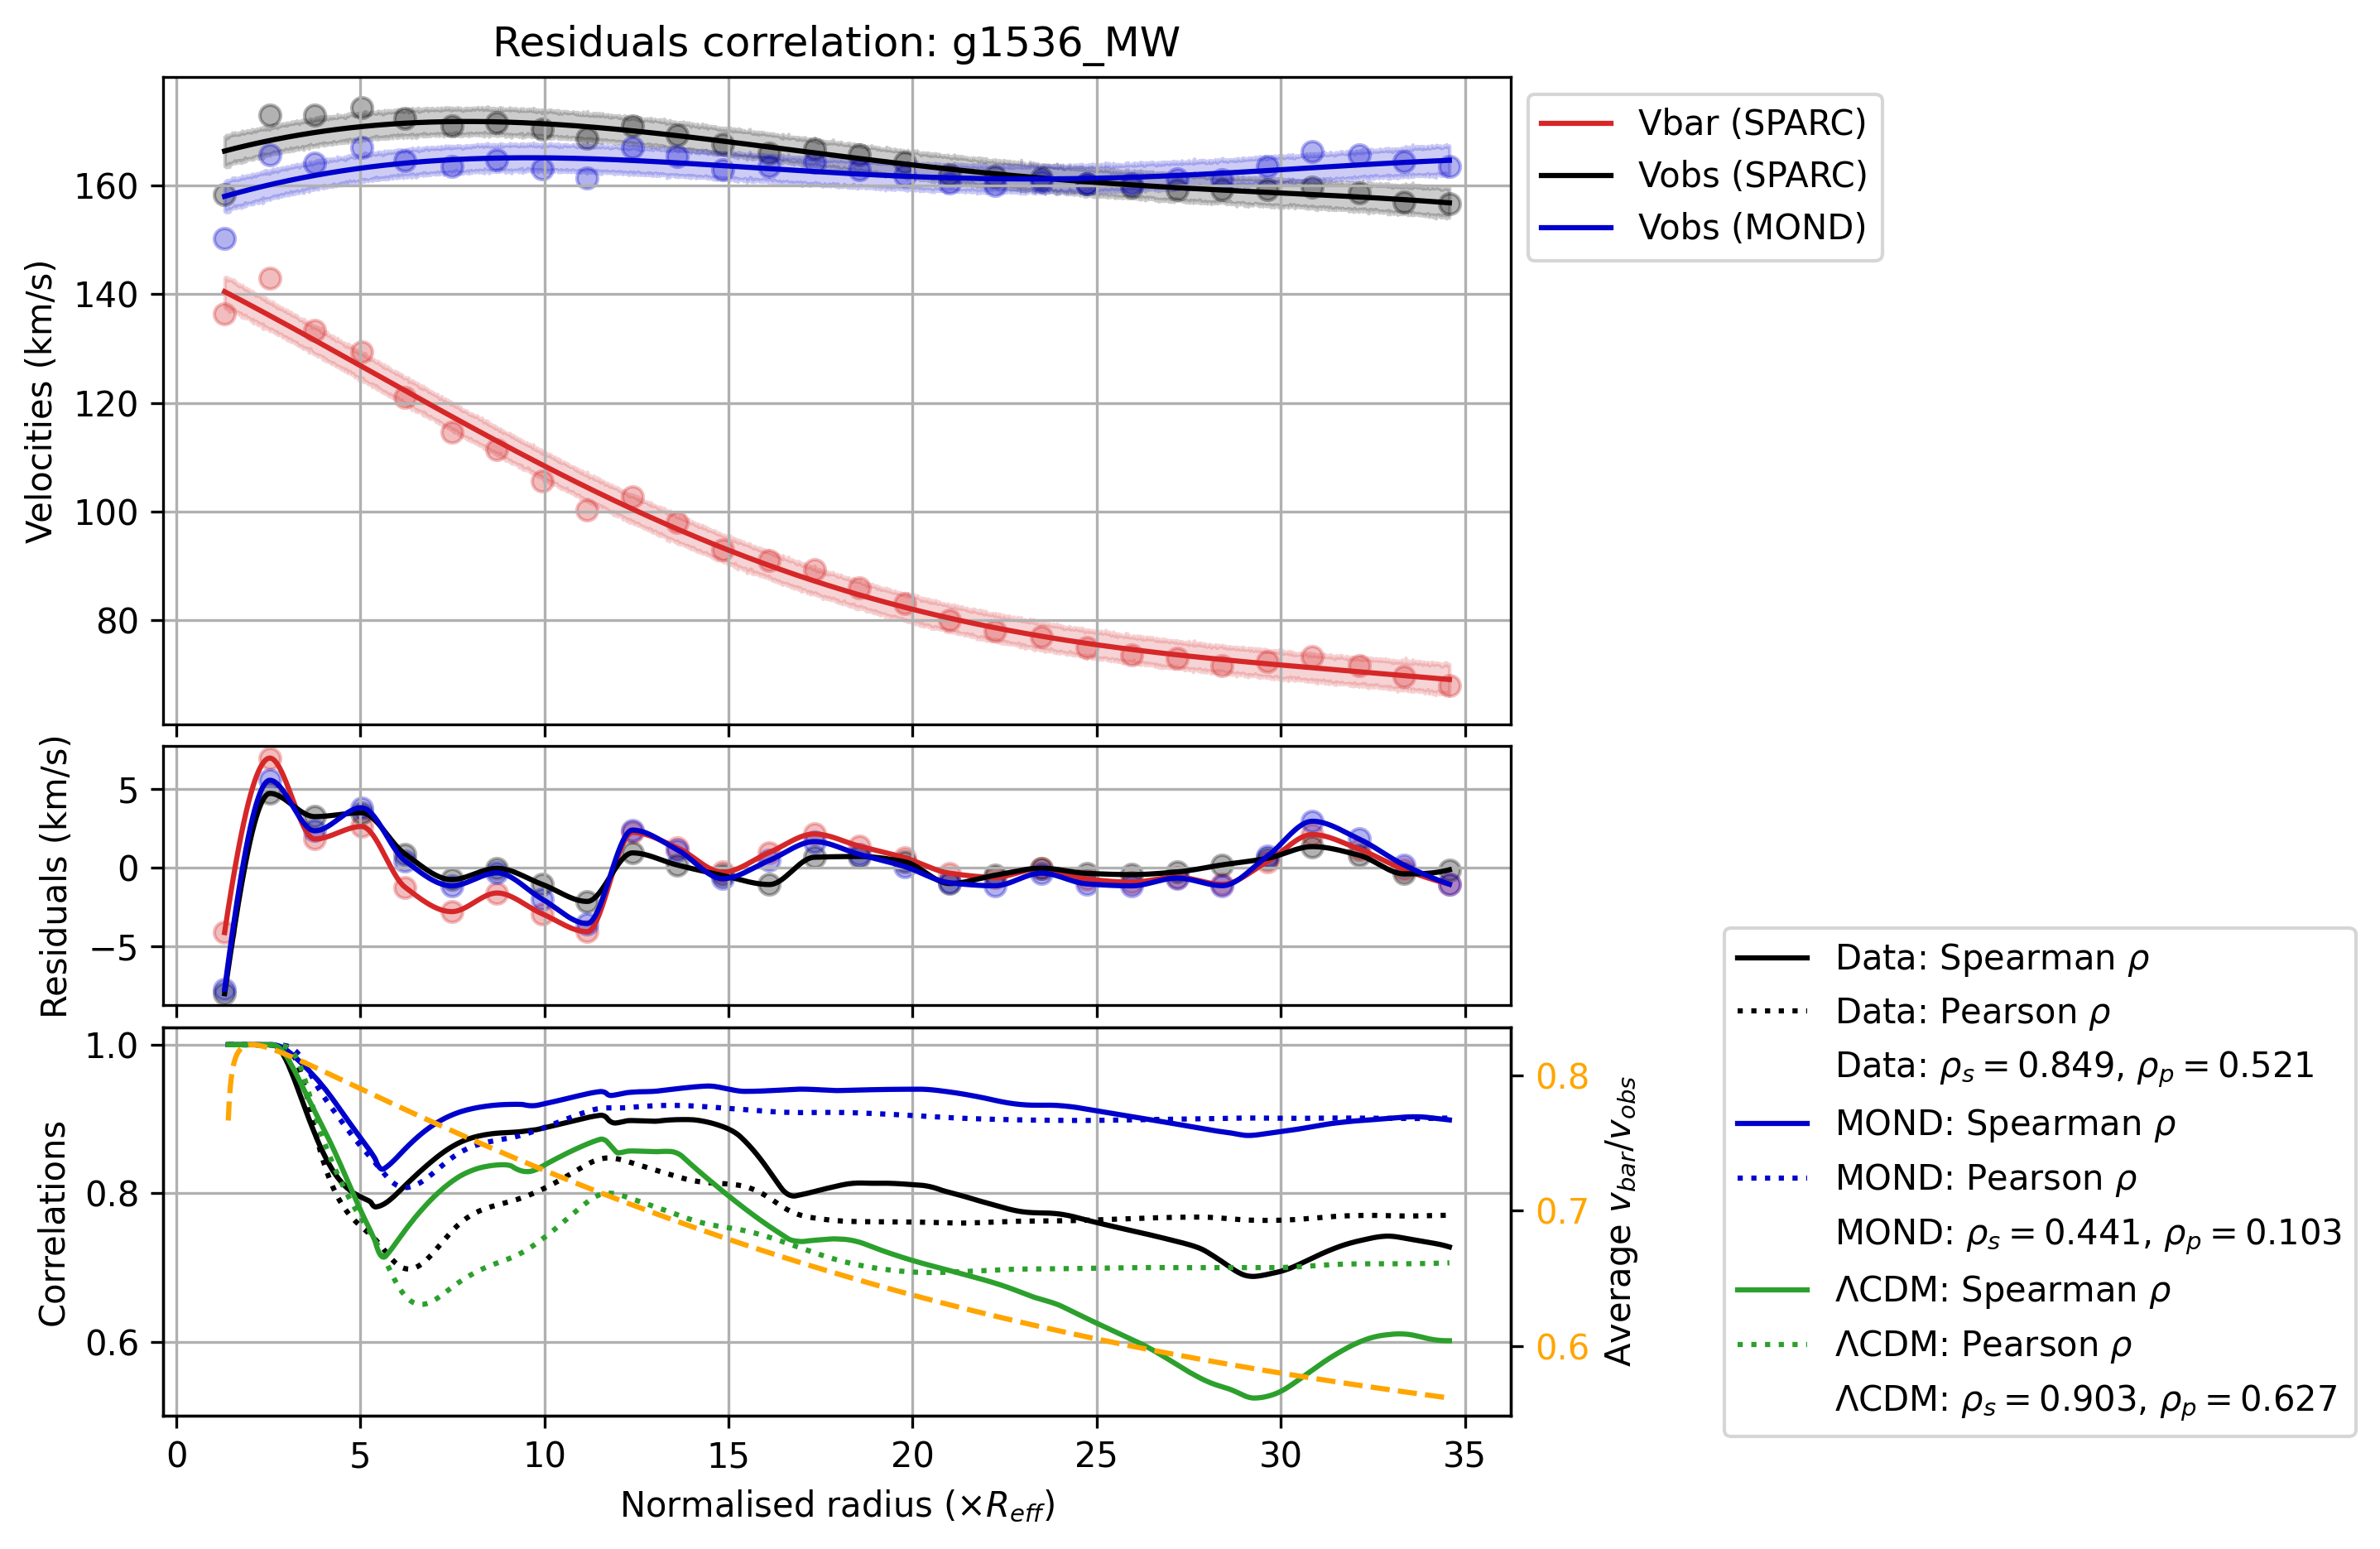 Residuals correlation: g1536_MW
Velocities (km/s)
160
140
120
100
80
Vbar (SPARC)
Vobs (SPARC)
Vobs (MOND)
Residuals (km/s)
5
0
−5
Correlations
1.0
0.8
0.6
0.8
0.7
0.6
Average v_bar/v_obs
0 5 10 15 20 25 30 35
Normalised radius (×R_eff)
Data: Spearman ρ
Data: Pearson ρ
Data: ρ_s = 0.849, ρ_p = 0.521
MOND: Spearman ρ
MOND: Pearson ρ
MOND: ρ_s = 0.441, ρ_p = 0.103
ΛCDM: Spearman ρ
ΛCDM: Pearson ρ
ΛCDM: ρ_s = 0.903, ρ_p = 0.627